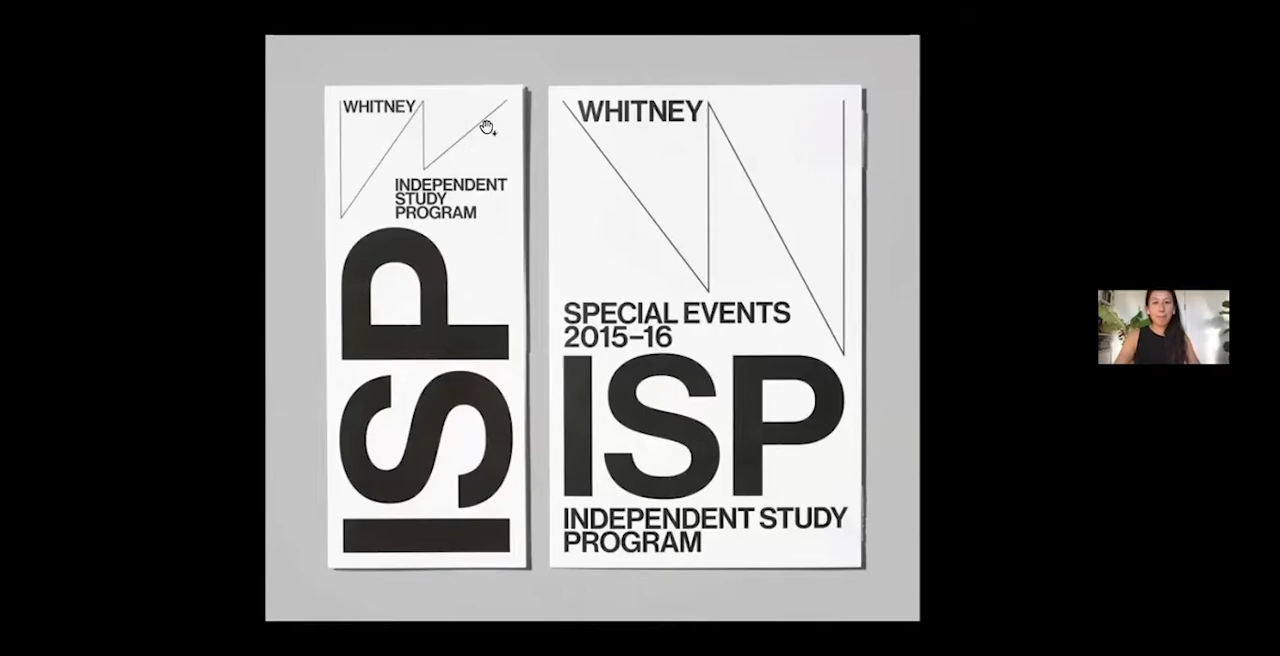 WHITNEY
INDEPENDENT
STUDY
PROGRAM
ISP
WHITNEY
SPECIAL EVENTS
2015–16
ISP
INDEPENDENT STUDY
PROGRAM